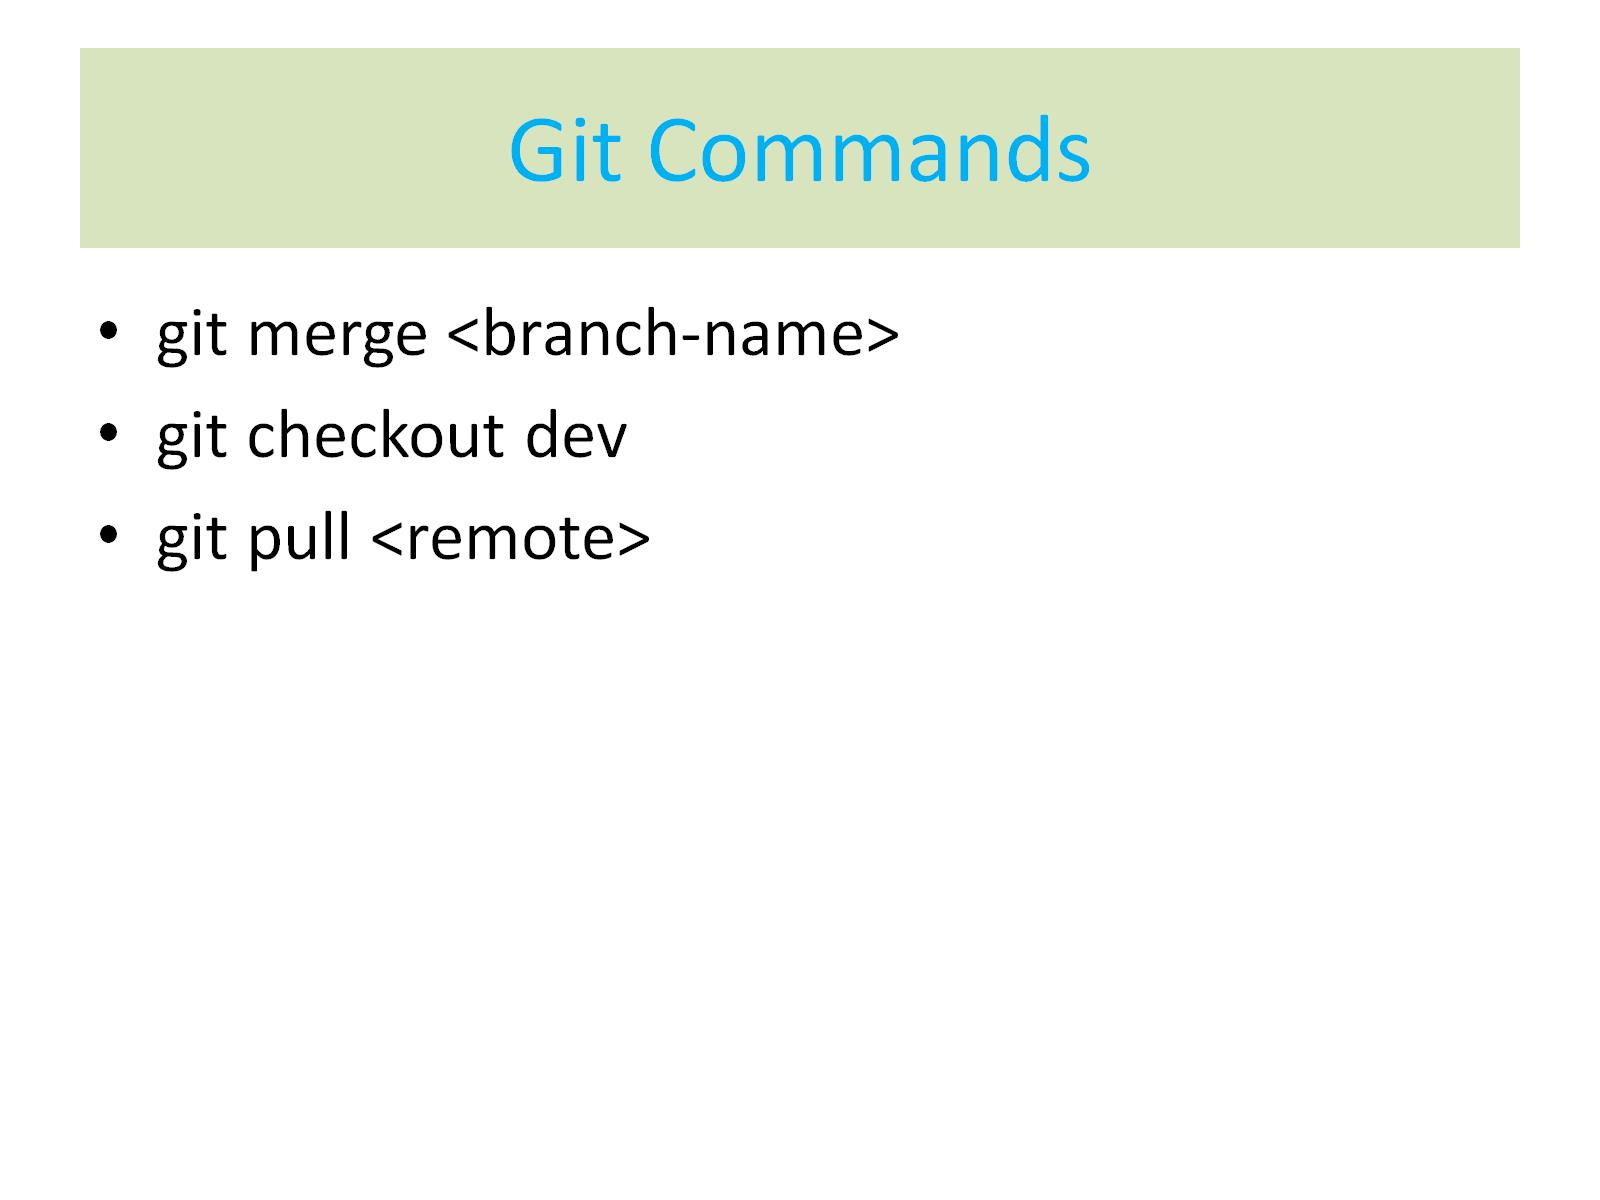 Git Commands
• git merge <branch-name>
• git checkout dev
• git pull <remote>